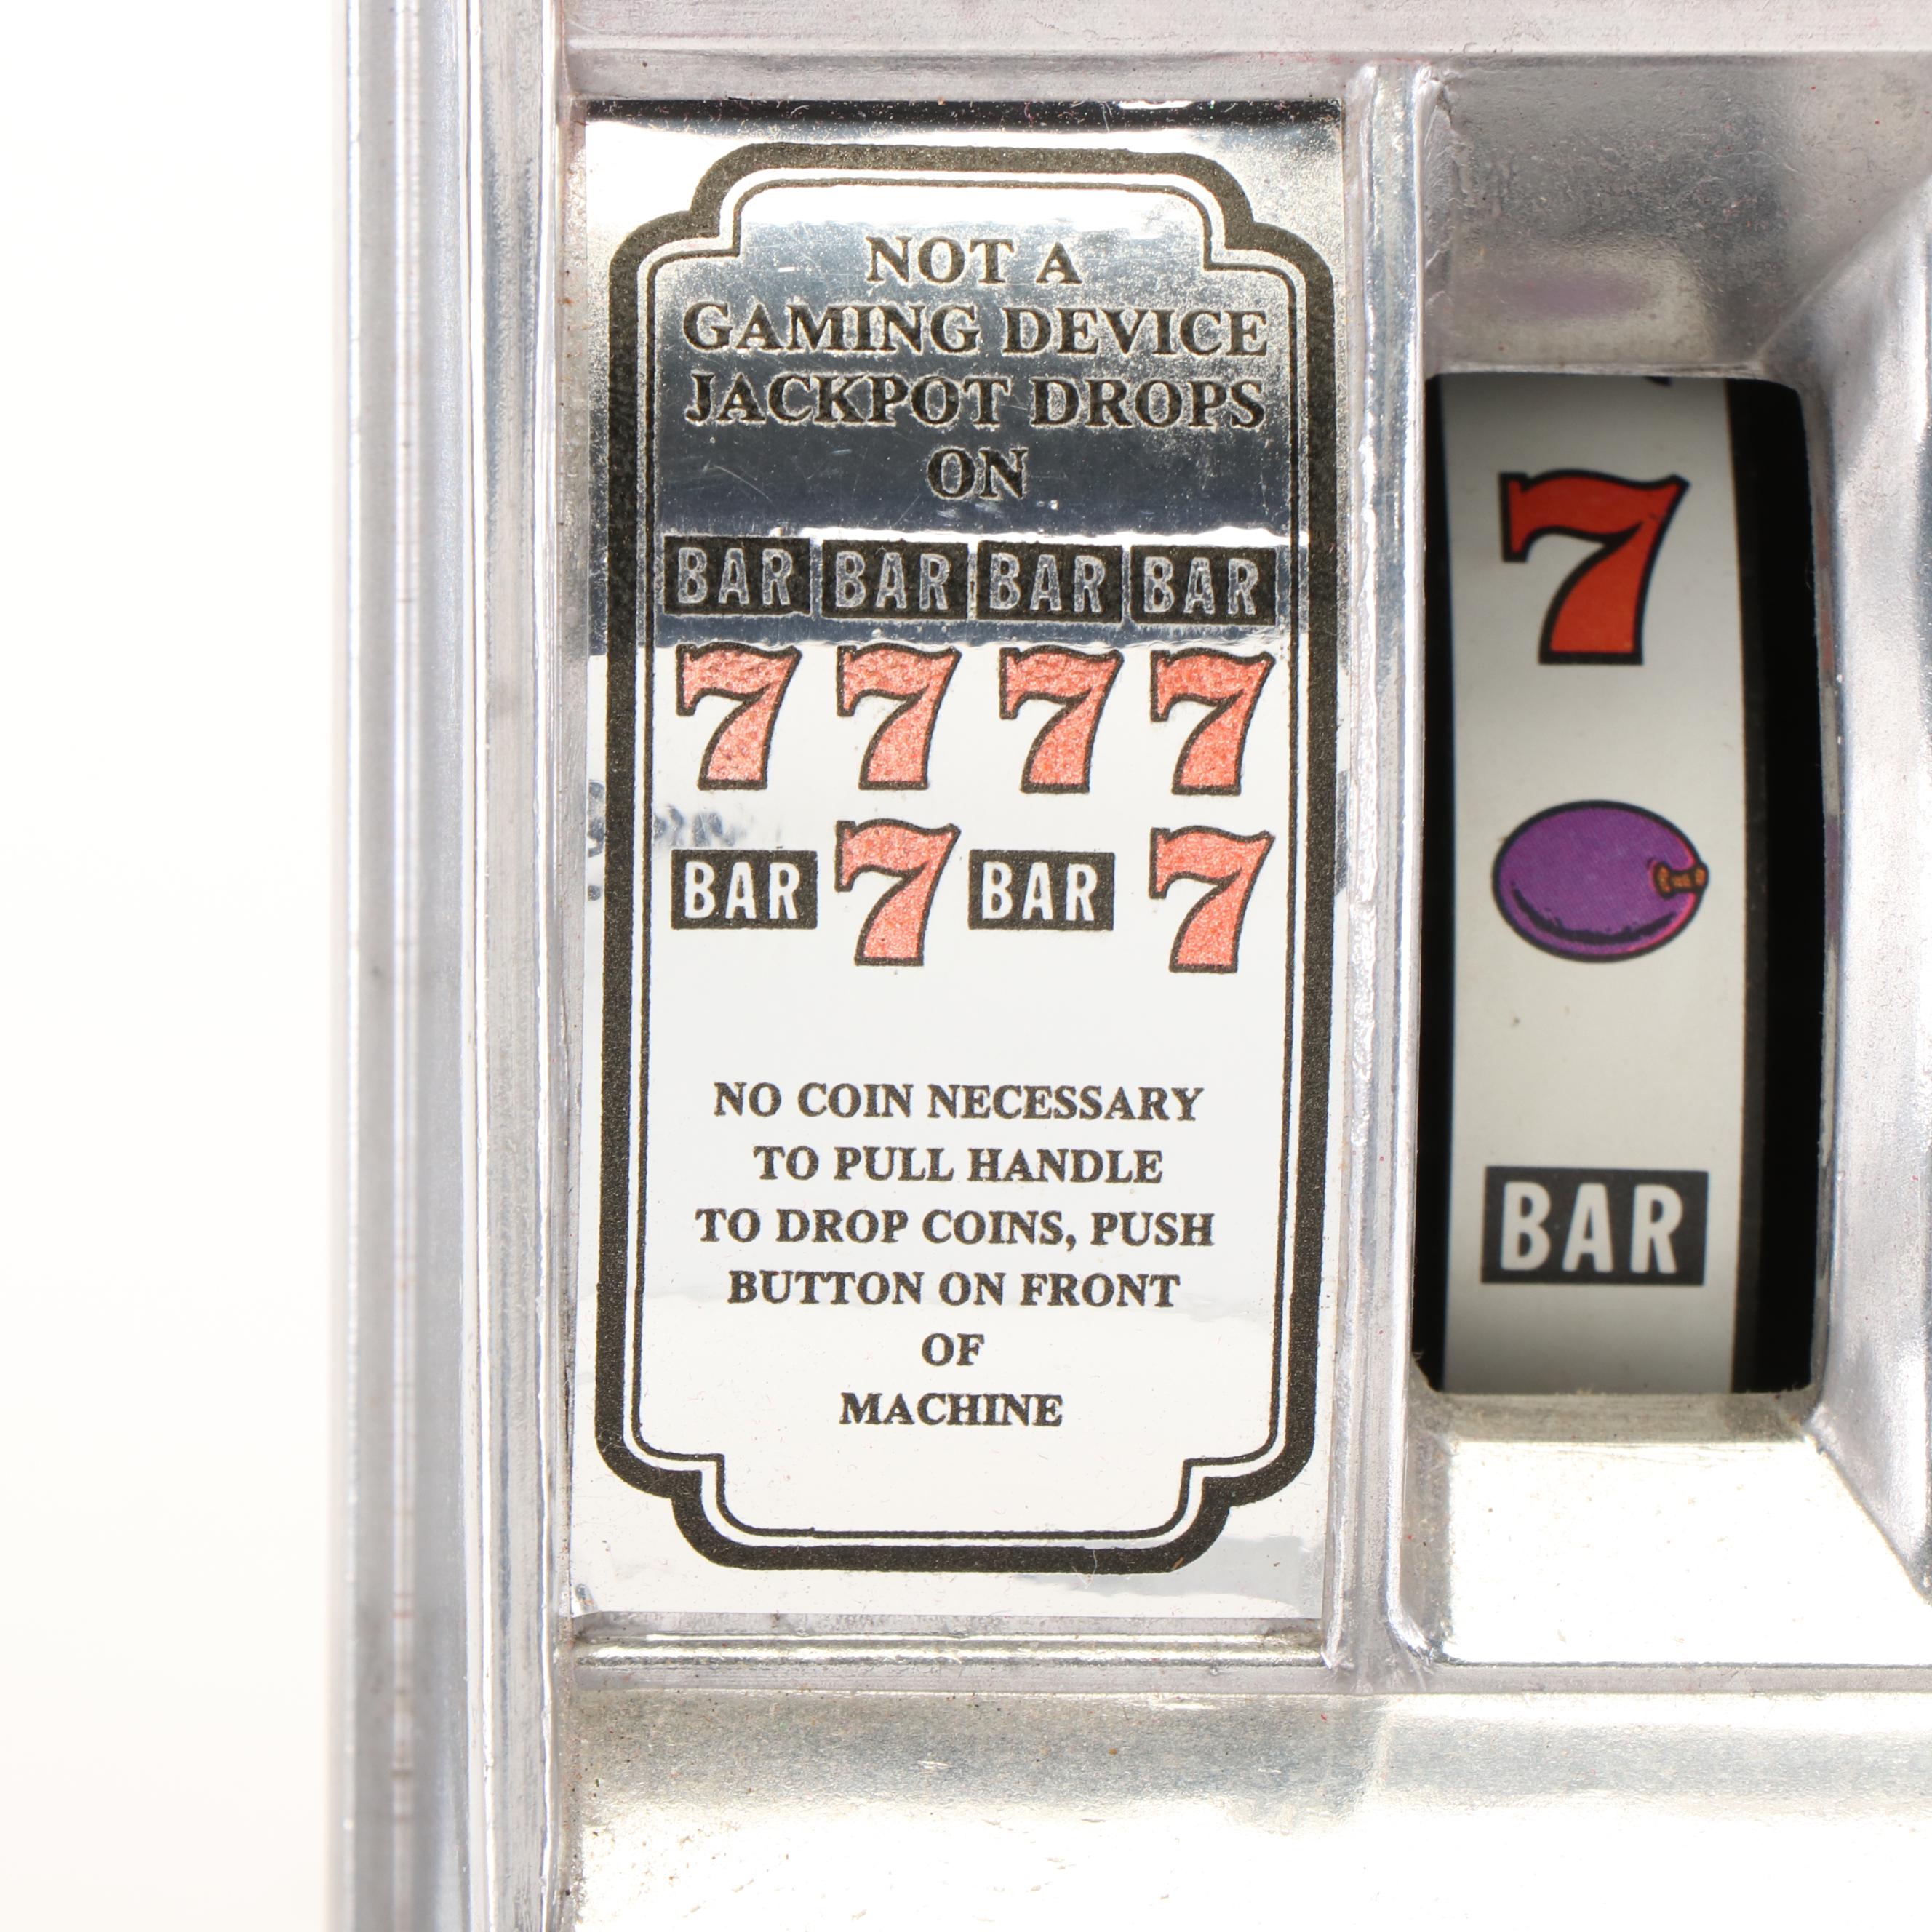 NOT A
GAMING DEVICE
JACKPOT DROPS
ON
BAR BAR BAR BAR
7 7 7 7
BAR 7 BAR 7
NO COIN NECESSARY
TO PULL HANDLE
TO DROP COINS, PUSH
BUTTON ON FRONT
OF
MACHINE
7
BAR